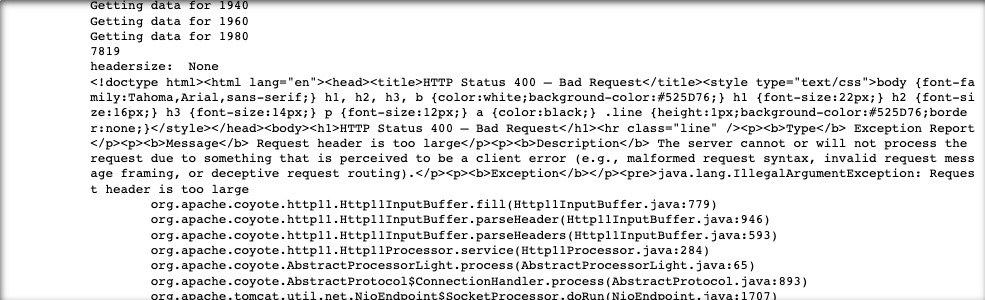 Getting data for 1940
Getting data for 1960
Getting data for 1980
7819
headersize:  None
<!doctype html><html lang="en"><head><title>HTTP Status 400 – Bad Request</title><style type="text/css">body {font-fa
mily:Tahoma,Arial,sans-serif;} h1, h2, h3, b {color:white;background-color:#525D76;} h1 {font-size:22px;} h2 {font-si
ze:16px;} h3 {font-size:14px;} p {font-size:12px;} a {color:black;} .line {height:1px;background-color:#525D76;borde
r:none;}</style></head><body><h1>HTTP Status 400 – Bad Request</h1><hr class="line" /><p><b>Type</b> Exception Report
</p><p><b>Message</b> Request header is too large</p><p><b>Description</b> The server cannot or will not process the
request due to something that is perceived to be a client error (e.g., malformed request syntax, invalid request mess
age framing, or deceptive request routing).</p><p><b>Exception</b></p><pre>java.lang.IllegalArgumentException: Reques
t header is too large
org.apache.coyote.http11.Http11InputBuffer.fill(Http11InputBuffer.java:779)
org.apache.coyote.http11.Http11InputBuffer.parseHeader(Http11InputBuffer.java:946)
org.apache.coyote.http11.Http11InputBuffer.parseHeaders(Http11InputBuffer.java:593)
org.apache.coyote.http11.Http11Processor.service(Http11Processor.java:284)
org.apache.coyote.AbstractProcessorLight.process(AbstractProcessorLight.java:65)
org.apache.coyote.AbstractProtocol$ConnectionHandler.process(AbstractProtocol.java:893)
org.apache.tomcat.util.net.NioEndpoint$SocketProcessor.doRun(NioEndpoint.java:1707)